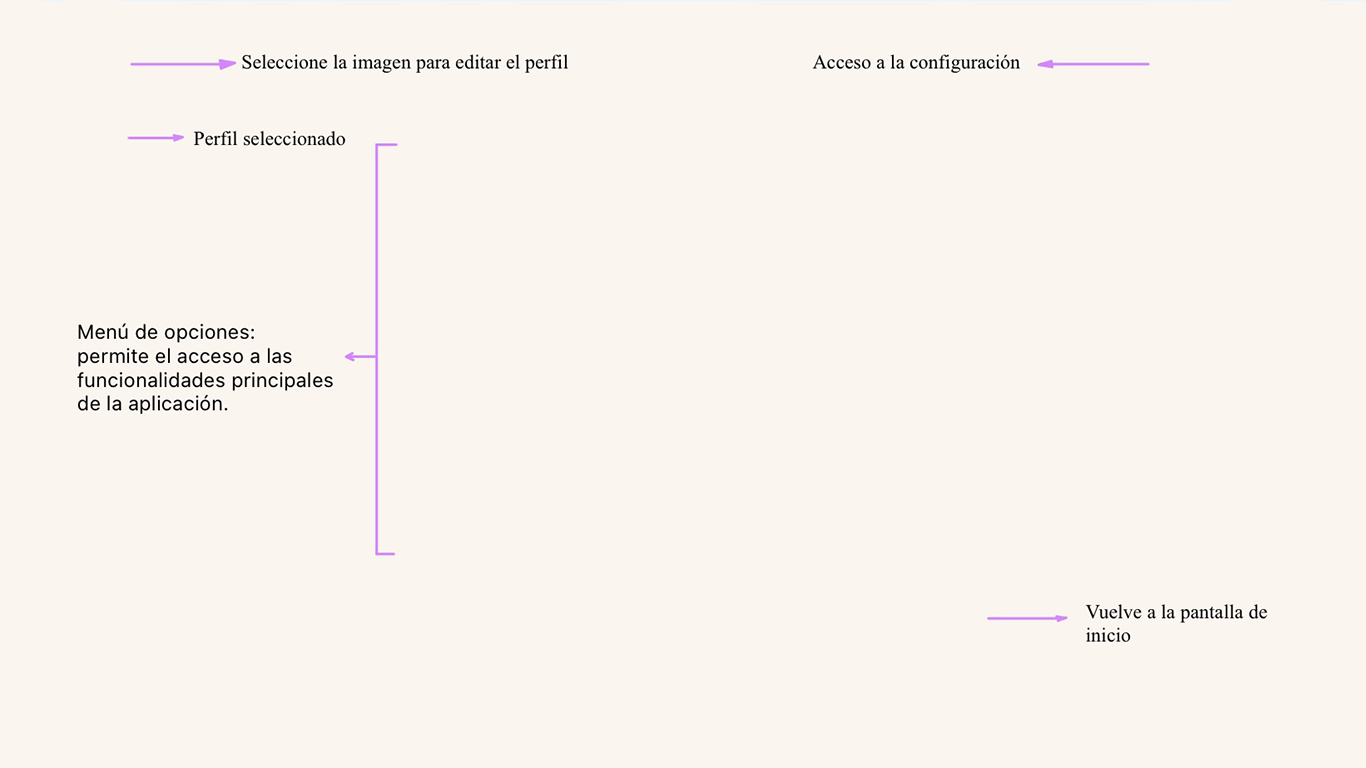 Seleccione la imagen para editar el perfil
Acceso a la configuración
Perfil seleccionado
Menú de opciones:
permite el acceso a las
funcionalidades principales
de la aplicación.
Vuelve a la pantalla de
inicio